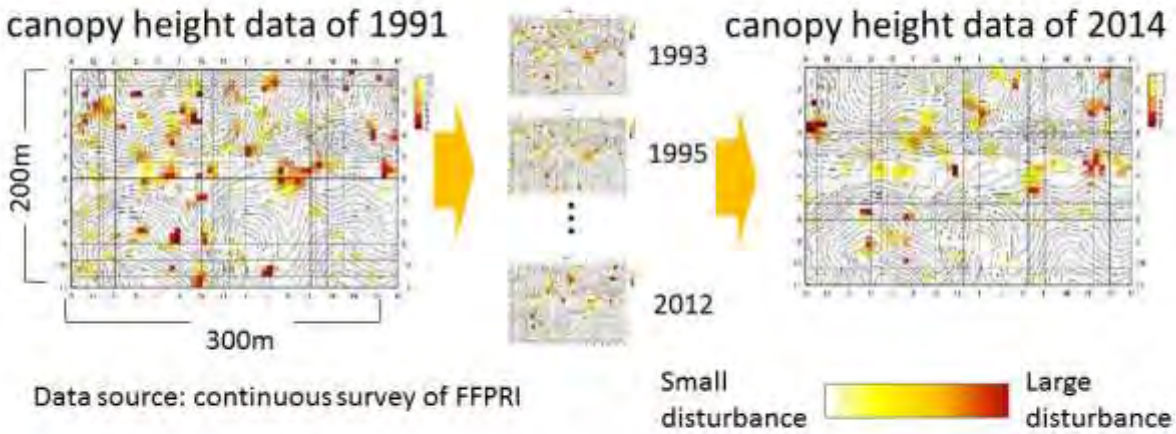 canopy height data of 1991
canopy height data of 2014
1993
1995
2012
200m
300m
Data source: continuous survey of FFPRI
Small
disturbance
Large
disturbance